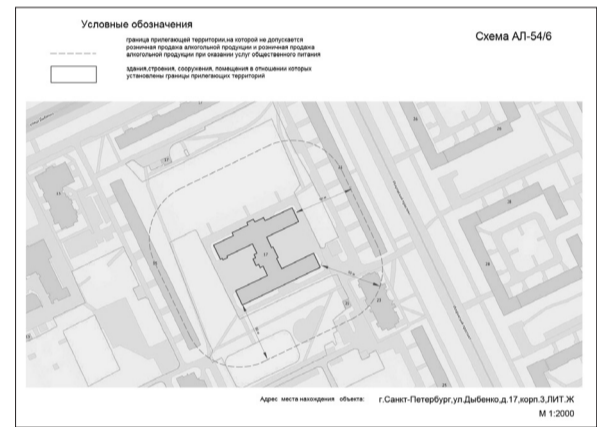 Условные обозначения
Схема АЛ-54/6
граница прилегающей территории,на которой не допускается
розничная продажа алкогольной продукции и розничная продажа
алкогольной продукции при оказании услуг общественного питания
здания,строения, сооружения, помещения в отношении которых
установлены границы прилегающих территорий
17
Адрес места нахождения объекта: г.Санкт-Петербург,ул.Дыбенко,д.17,корп.3,ЛИТ.Ж
М 1:2000